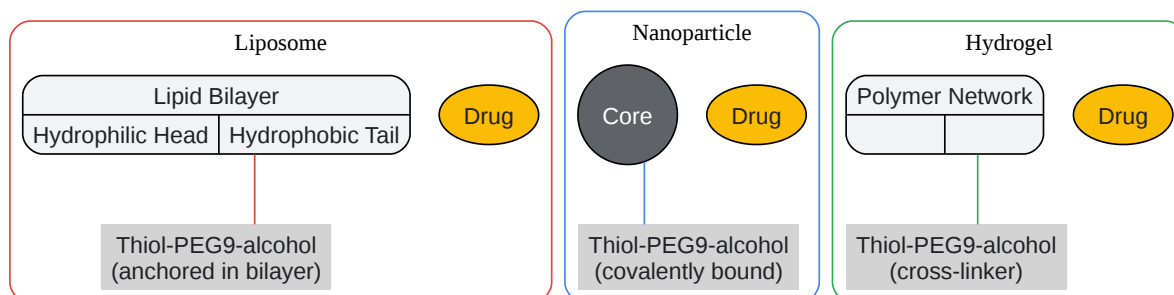 Liposome
Lipid Bilayer
Hydrophilic Head
Hydrophobic Tail
Drug
Thiol-PEG9-alcohol
(anchored in bilayer)
Nanoparticle
Core
Drug
Thiol-PEG9-alcohol
(covalently bound)
Hydrogel
Polymer Network
Drug
Thiol-PEG9-alcohol
(cross-linker)